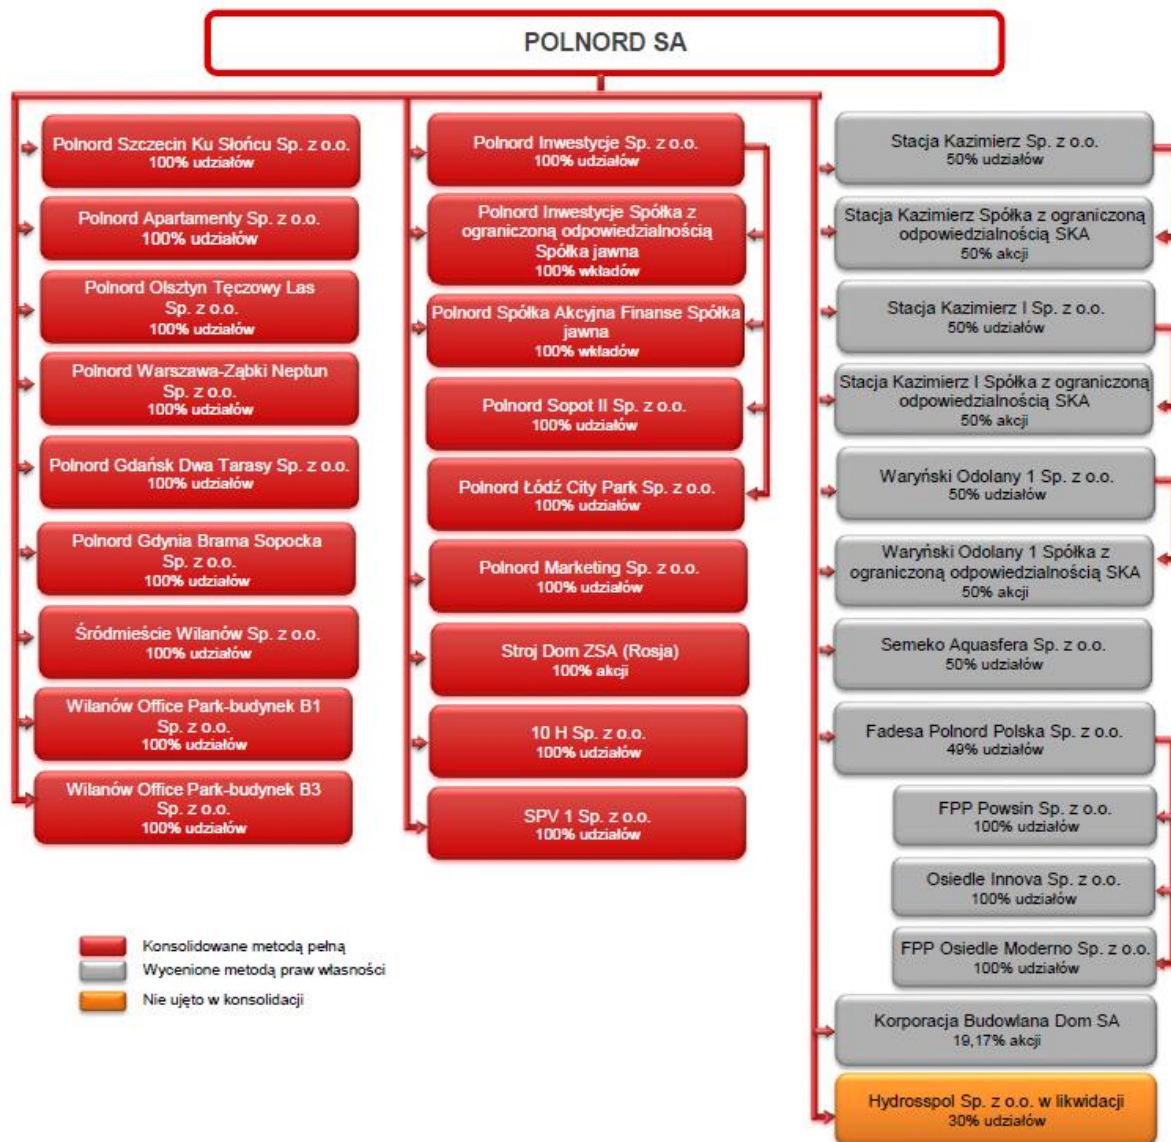 POLNORD SA
Polnord Szczecin Ku Słońcu Sp. z o.o.
100% udziałów
Polnord Apartamenty Sp. z o.o.
100% udziałów
Polnord Olsztyn Tęczowy Las
Sp. z o.o.
100% udziałów
Polnord Warszawa-Ząbki Neptun
Sp. z o.o.
100% udziałów
Polnord Gdańsk Dwa Tarasy Sp. z o.o.
100% udziałów
Polnord Gdynia Brama Sopocka
Sp. z o.o.
100% udziałów
Śródmieście Wilanów Sp. z o.o.
100% udziałów
Wilanów Office Park-budynek B1
Sp. z o.o.
100% udziałów
Wilanów Office Park-budynek B3
Sp. z o.o.
100% udziałów
Polnord Inwestycje Sp. z o.o.
100% udziałów
Polnord Inwestycje Spółka z
ograniczoną odpowiedzialnością
Spółka jawna
100% wkładów
Polnord Spółka Akcyjna Finanse Spółka
jawna
100% wkładów
Polnord Sopot II Sp. z o.o.
100% udziałów
Polnord Łódź City Park Sp. z o.o.
100% udziałów
Polnord Marketing Sp. z o.o.
100% udziałów
Stroj Dom ZSA (Rosja)
100% akcji
10 H Sp. z o.o.
100% udziałów
SPV 1 Sp. z o.o.
100% udziałów
Stacja Kazimierz Sp. z o.o.
50% udziałów
Stacja Kazimierz Spółka z ograniczoną
odpowiedzialnością SKA
50% akcji
Stacja Kazimierz I Sp. z o.o.
50% udziałów
Stacja Kazimierz I Spółka z ograniczoną
odpowiedzialnością SKA
50% akcji
Waryński Odolany 1 Sp. z o.o.
50% udziałów
Waryński Odolany 1 Spółka z
ograniczoną odpowiedzialnością SKA
50% akcji
Semeko Aquasfera Sp. z o.o.
50% udziałów
Fadesa Polnord Polska Sp. z o.o.
49% udziałów
FPP Powsin Sp. z o.o.
100% udziałów
Osiedle Innova Sp. z o.o.
100% udziałów
FPP Osiedle Moderno Sp. z o.o.
100% udziałów
Korporacja Budowlana Dom SA
19,17% akcji
Hydrosspol Sp. z o.o. w likwidacji
30% udziałów
Konsolidowane metodą pełną
Wycenione metodą praw własności
Nie ujęto w konsolidacji